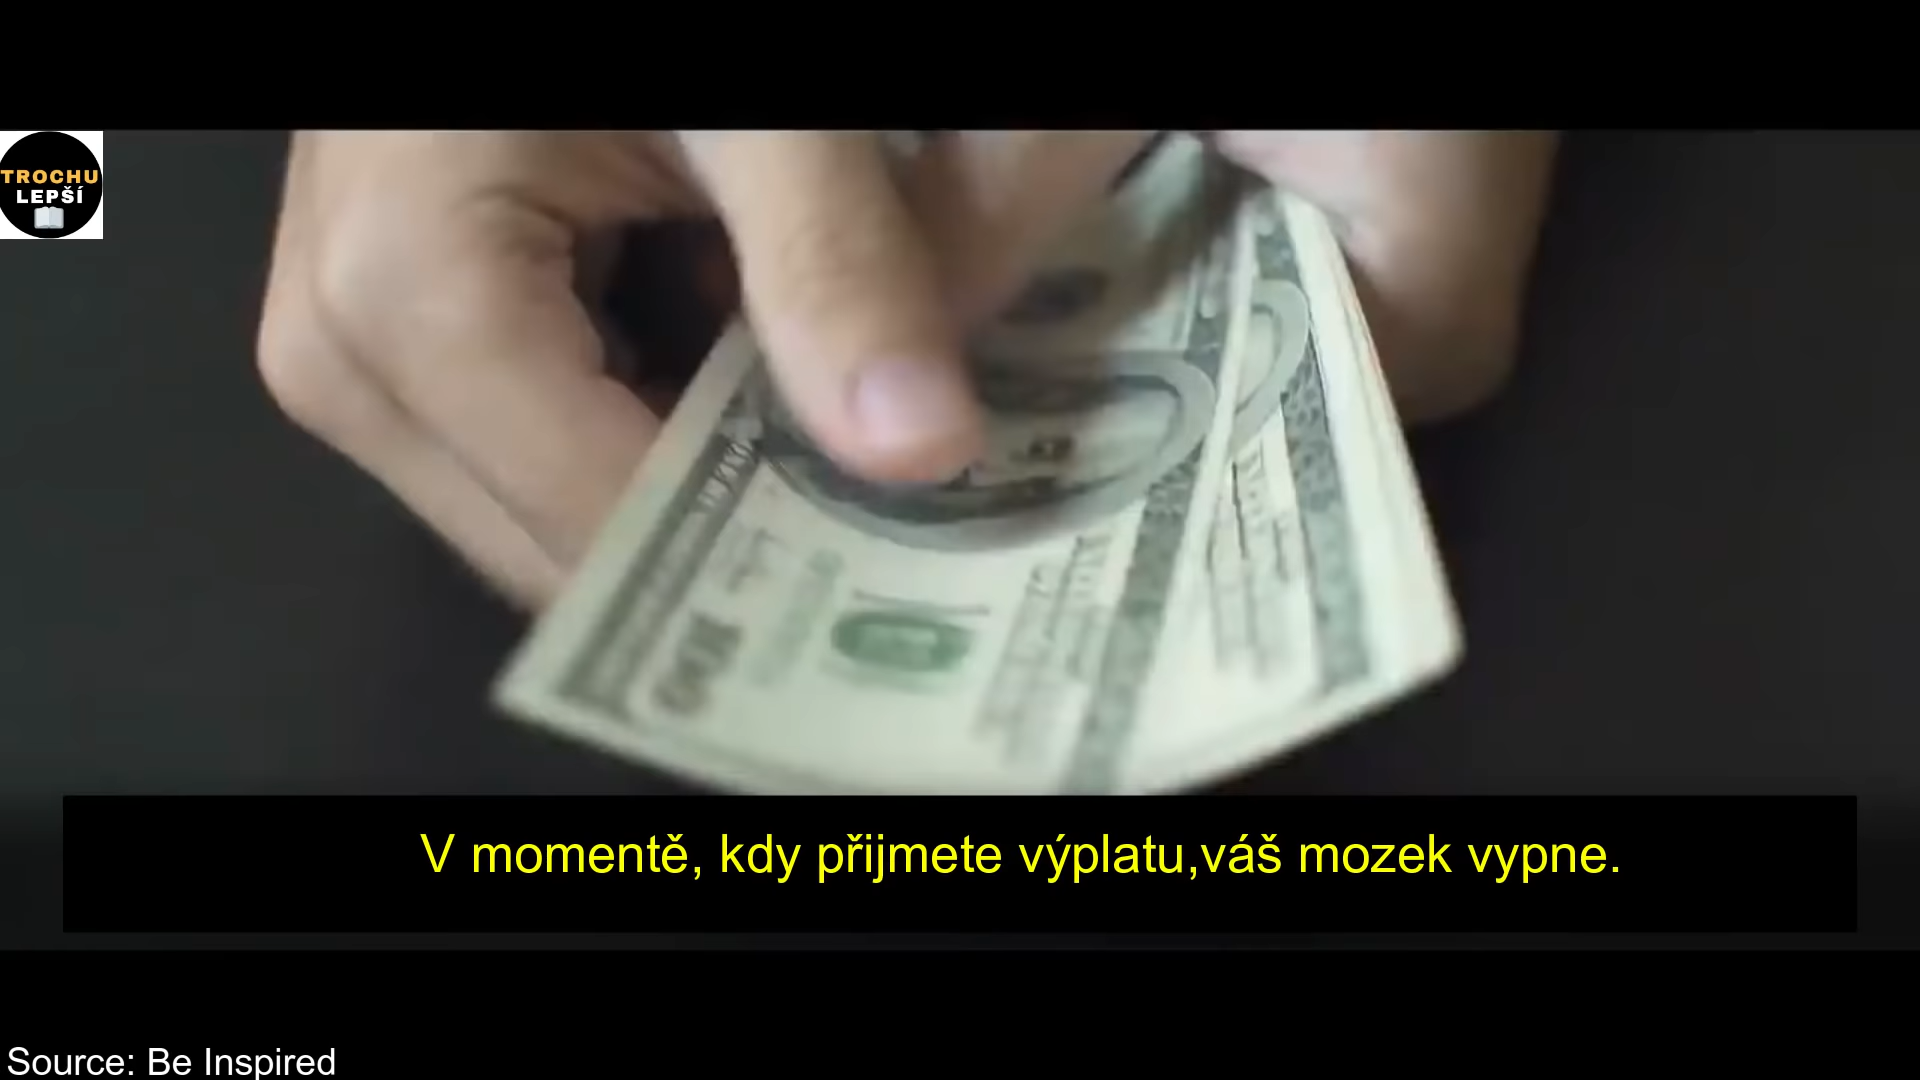 TROCHU
LEPŠÍ
V momentě, kdy přijmete výplatu,váš mozek vypne.
Source: Be Inspired